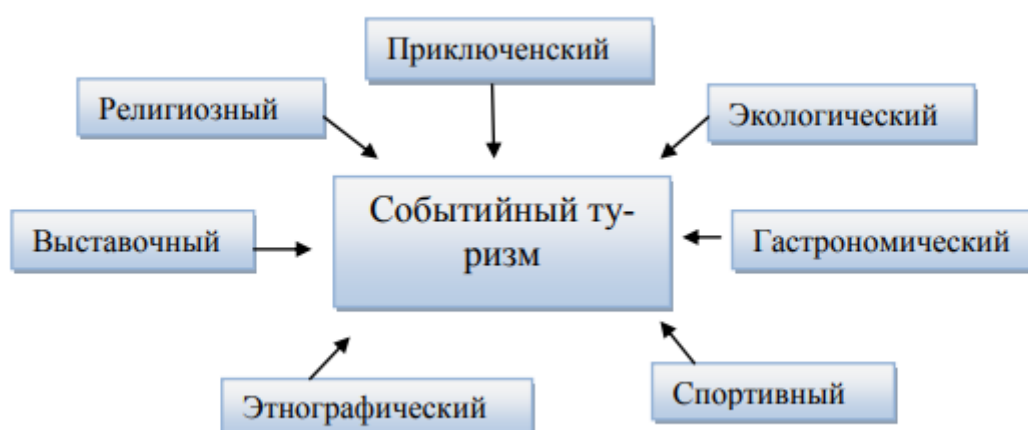 Приключенский
Религиозный
Экологический
Событийный ту-
ризм
Выставочный
Гастрономический
Этнографический
Спортивный